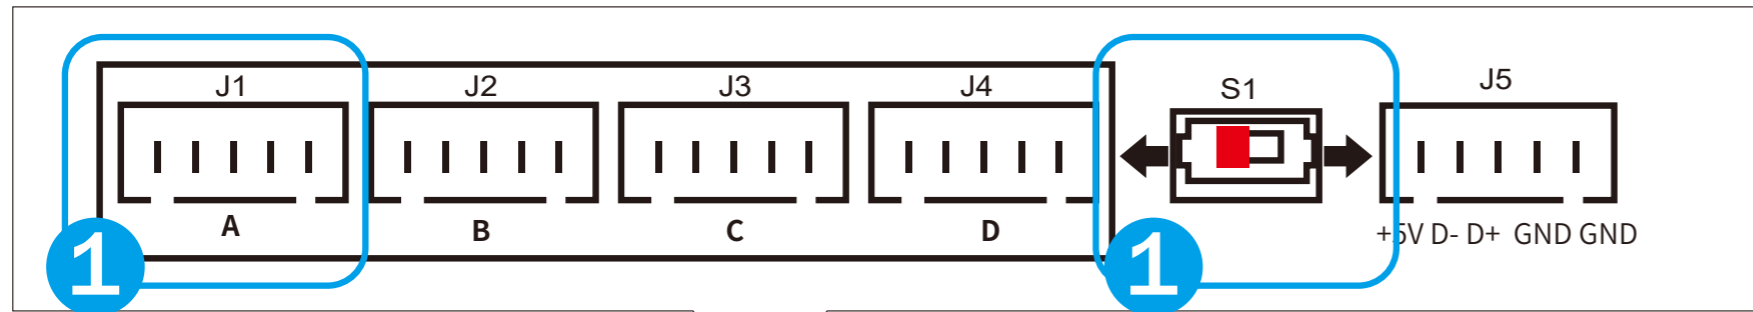 J1 J2 J3 J4 S1 J5
A B C D +5V D- D+ GND GND
1 1